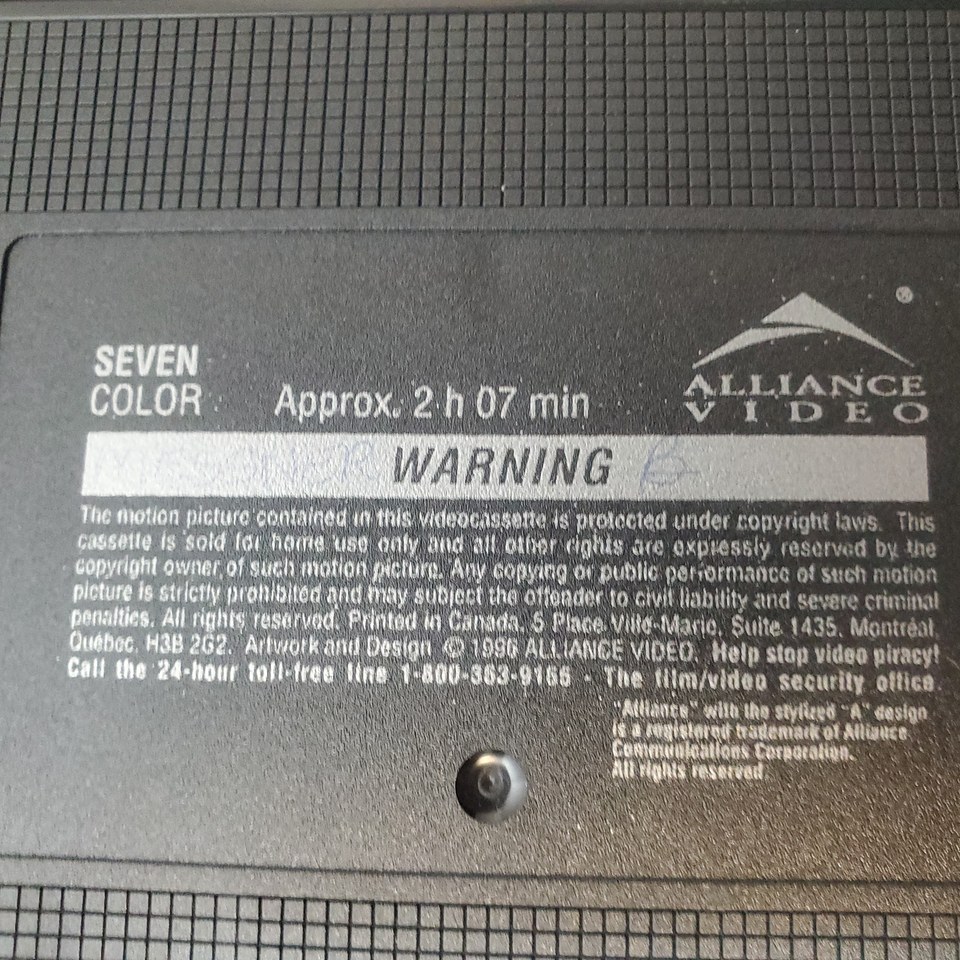 SEVEN
COLOR
Approx. 2 h 07 min
®
ALLIANCE
VIDEO
WARNING B
The motion picture contained in this videocassette is protected under copyright laws. This
cassette is sold for home use only and all other rights are expressly reserved by the
copyright owner of such motion picture. Any copying or public performance of such motion
picture is strictly prohibited and may subject the offender to civil liability and severe criminal
penalties. All rights reserved. Printed in Canada. 5 Place Ville-Marie, Suite 1435, Montréal,
Québec, H3B 2G2. Artwork and Design © 1996 ALLIANCE VIDEO. Help stop video piracy!
Call the 24-hour toll-free line 1-800-363-9166 - The film/video security office.
"Alliance" with the stylized "A" design
is a registered trademark of Alliance
Communications Corporation.
All rights reserved